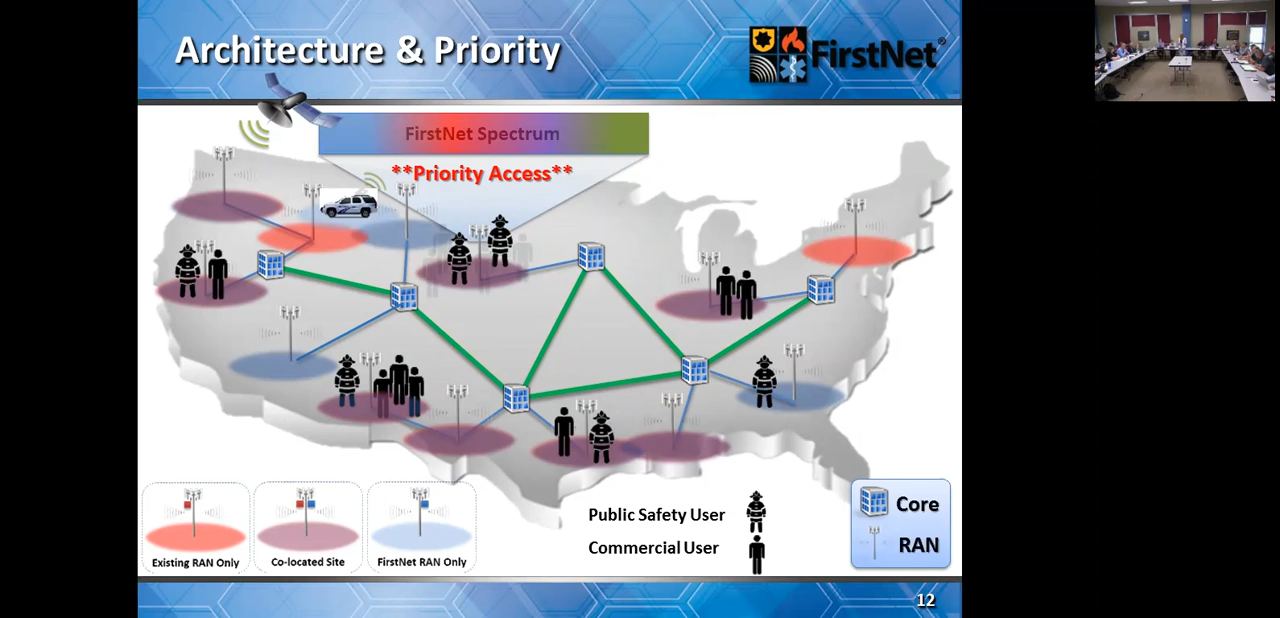 Architecture & Priority
FirstNet®
FirstNet Spectrum
**Priority Access**
Existing RAN Only
Co-located Site
FirstNet RAN Only
Public Safety User
Commercial User
Core
RAN
12